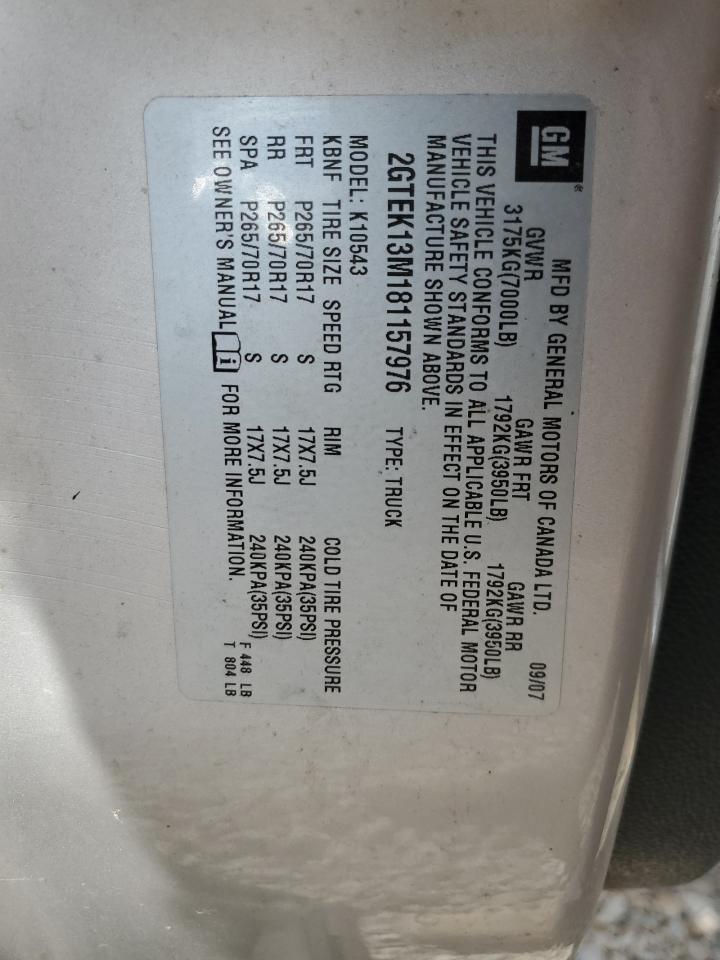 GM
MFD BY GENERAL MOTORS OF CANADA LTD. 09/07
GVWR GAWR FRT GAWR RR
3175KG(7000LB) 1792KG(3950LB) 1792KG(3950LB)
THIS VEHICLE CONFORMS TO ALL APPLICABLE U.S. FEDERAL MOTOR
VEHICLE SAFETY STANDARDS IN EFFECT ON THE DATE OF
MANUFACTURE SHOWN ABOVE.
2GTEK13M181157976 TYPE: TRUCK
MODEL: K10543
KBNF TIRE SIZE SPEED RTG RIM COLD TIRE PRESSURE
FRT P265/70R17 S 17X7.5J 240KPA(35PSI)
RR P265/70R17 S 17X7.5J 240KPA(35PSI)
SPA P265/70R17 S 17X7.5J 240KPA(35PSI)
SEE OWNER'S MANUAL i FOR MORE INFORMATION.
F 448 LB
T 804 LB